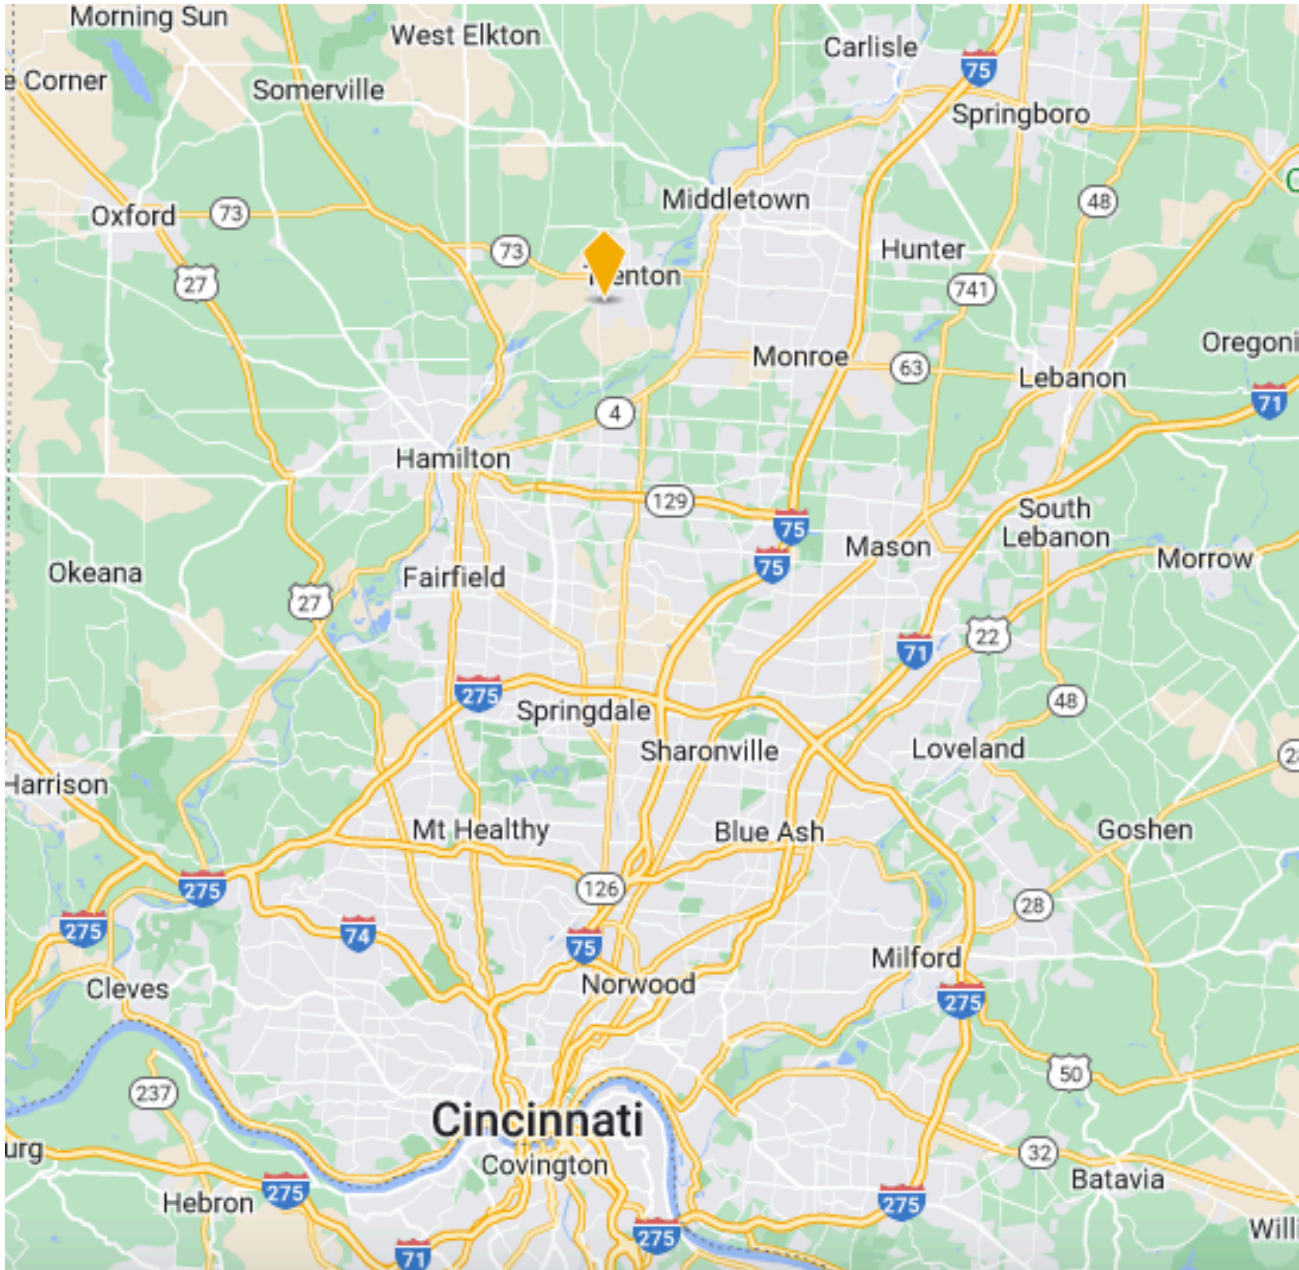 Morning Sun
West Elkton
Carlisle
75
e Corner
Somerville
Springboro
Oxford
73
Middletown
48
73
Hunter
27
Trenton
741
Monroe
63
Lebanon
Oregoni
71
4
Hamilton
129
75
South
Lebanon
Mason
75
Morrow
Okeana
Fairfield
27
22
71
275
Springdale
48
Sharonville
Loveland
Harrison
Mt Healthy
Blue Ash
Goshen
275
126
28
275
74
75
Milford
Cleves
Norwood
275
237
50
Cincinnati
urg
Covington
32
Batavia
275
Hebron
275
Willi
275
71